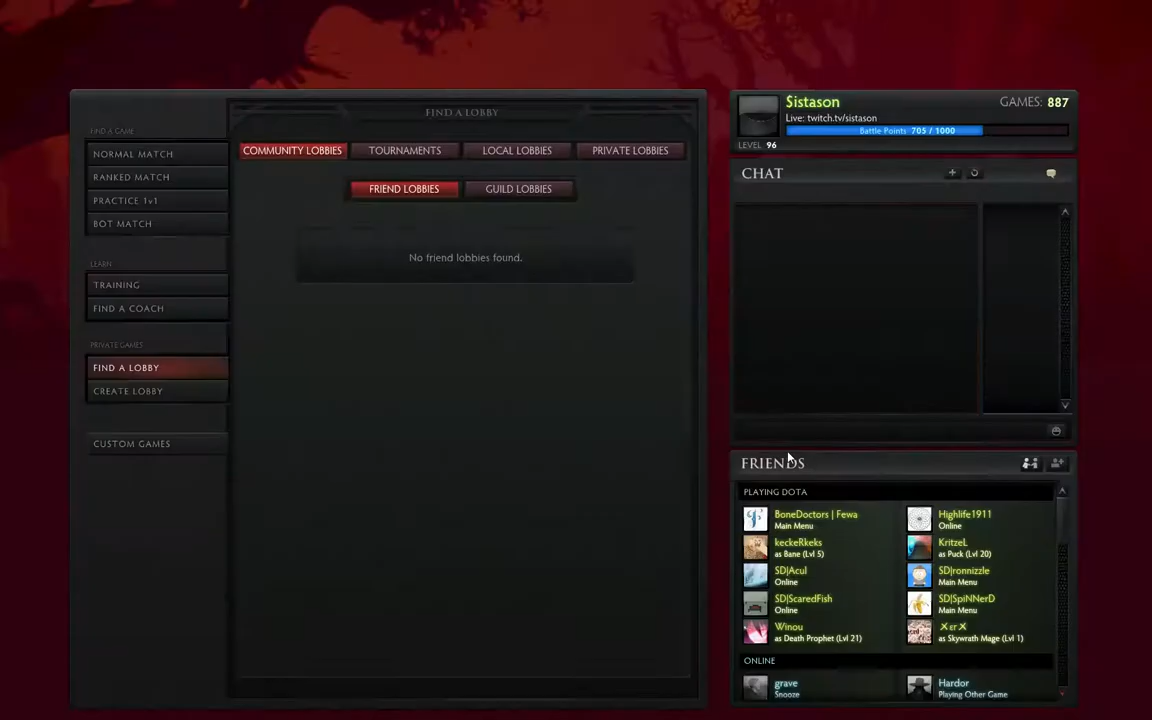 FIND A LOBBY
FIND A GAME
NORMAL MATCH
RANKED MATCH
PRACTICE 1v1
BOT MATCH
LEARN
TRAINING
FIND A COACH
PRIVATE GAMES
FIND A LOBBY
CREATE LOBBY
CUSTOM GAMES
COMMUNITY LOBBIES TOURNAMENTS LOCAL LOBBIES PRIVATE LOBBIES
FRIEND LOBBIES GUILD LOBBIES
No friend lobbies found.
$istason GAMES: 887
Live: twitch.tv/sistason
Battle Points 705 / 1000
LEVEL 96
CHAT
FRIENDS
PLAYING DOTA
BoneDoctors | Fewa Highlife1911
Main Menu Online
keckeRkeks KritzeL
as Bane (Lvl 5) as Puck (Lvl 20)
SD|Acul SD|ronnizzle
Online Main Menu
SD|ScaredFish SD|SpiNNerD
Online Main Menu
Winou ㄨεrㄨ
as Death Prophet (Lvl 21) as Skywrath Mage (Lvl 1)
ONLINE
grave Hardor
Snooze Playing Other Game